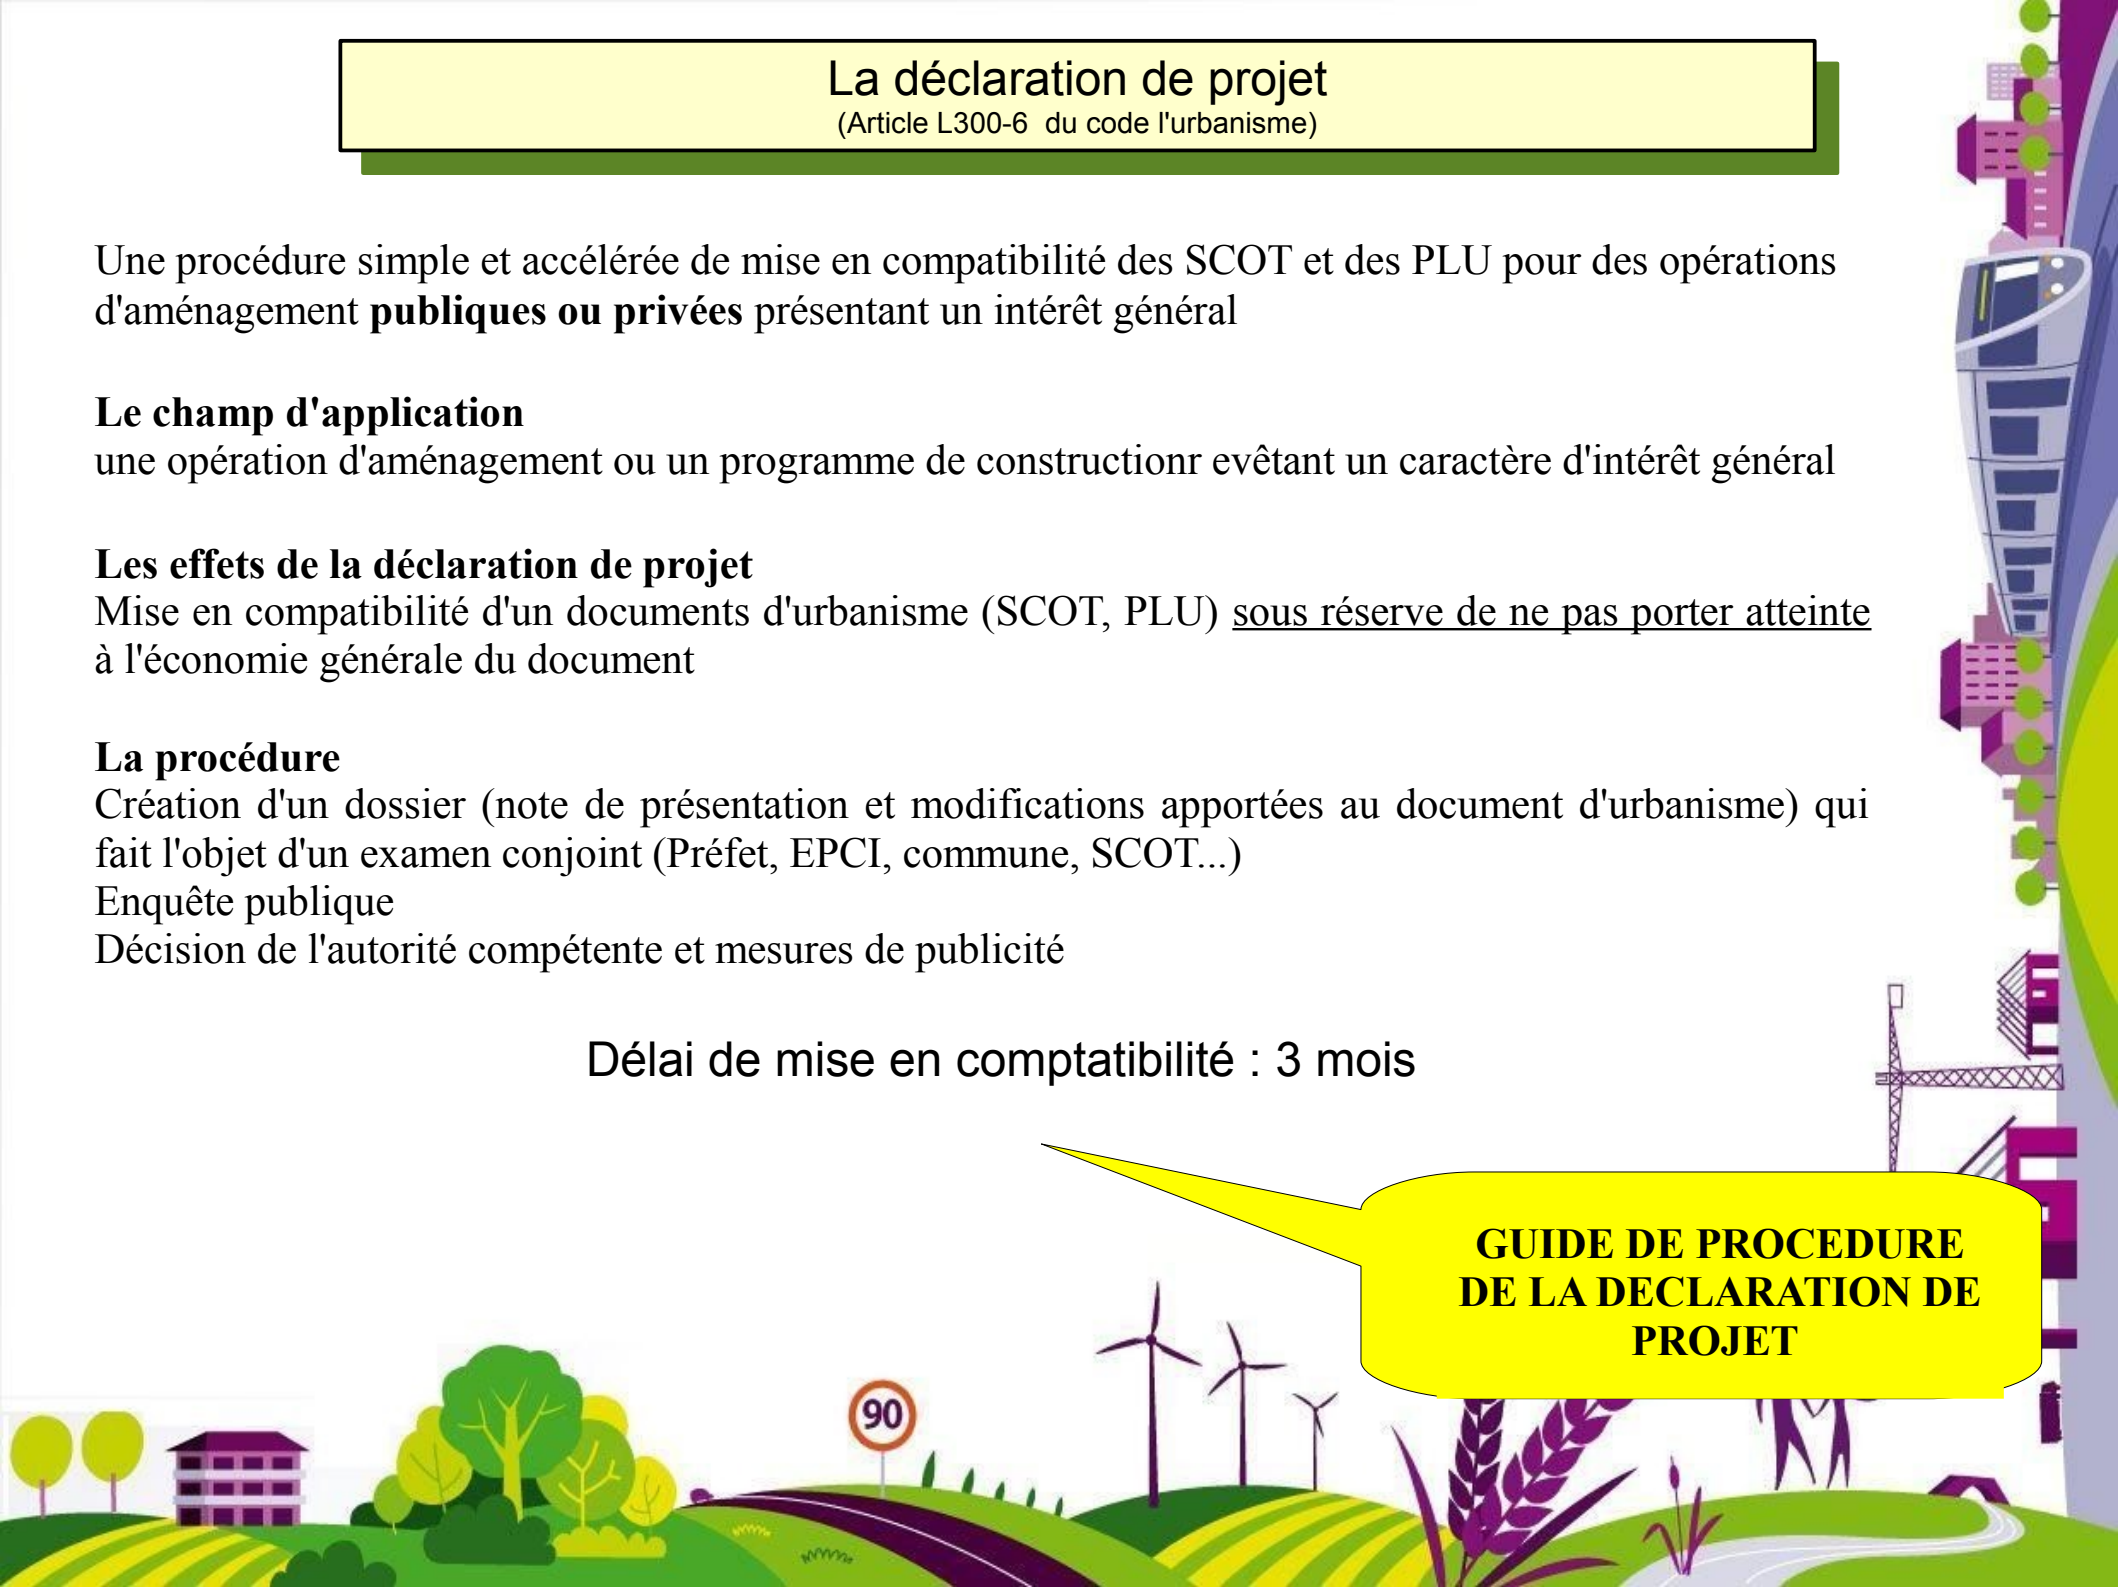 La déclaration de projet
(Article L300-6  du code l'urbanisme)
Une procédure simple et accélérée de mise en compatibilité des SCOT et des PLU pour des opérations
d'aménagement publiques ou privées présentant un intérêt général
Le champ d'application
une opération d'aménagement ou un programme de constructionr evêtant un caractère d'intérêt général
Les effets de la déclaration de projet
Mise en compatibilité d'un documents d'urbanisme (SCOT, PLU) sous réserve de ne pas porter atteinte
à l'économie générale du document
La procédure
Création d'un dossier (note de présentation et modifications apportées au document d'urbanisme) qui
fait l'objet d'un examen conjoint (Préfet, EPCI, commune, SCOT...)
Enquête publique
Décision de l'autorité compétente et mesures de publicité
Délai de mise en comptatibilité : 3 mois
GUIDE DE PROCEDURE
DE LA DECLARATION DE
PROJET
90